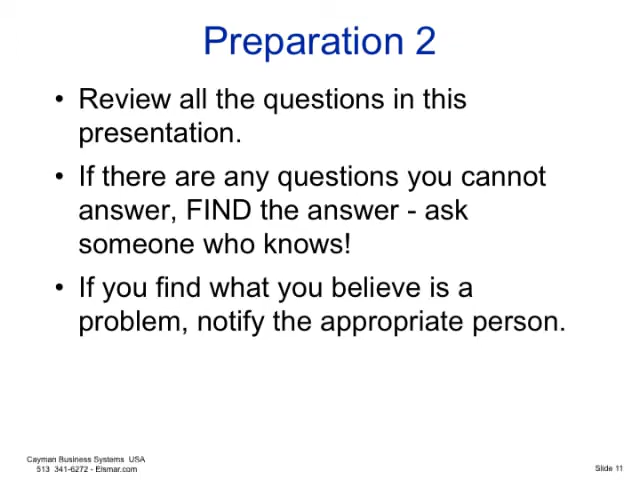 Preparation 2
• Review all the questions in this
presentation.
• If there are any questions you cannot
answer, FIND the answer - ask
someone who knows!
• If you find what you believe is a
problem, notify the appropriate person.
Cayman Business Systems USA
513 341-6272 - Elsmar.com
Slide 11